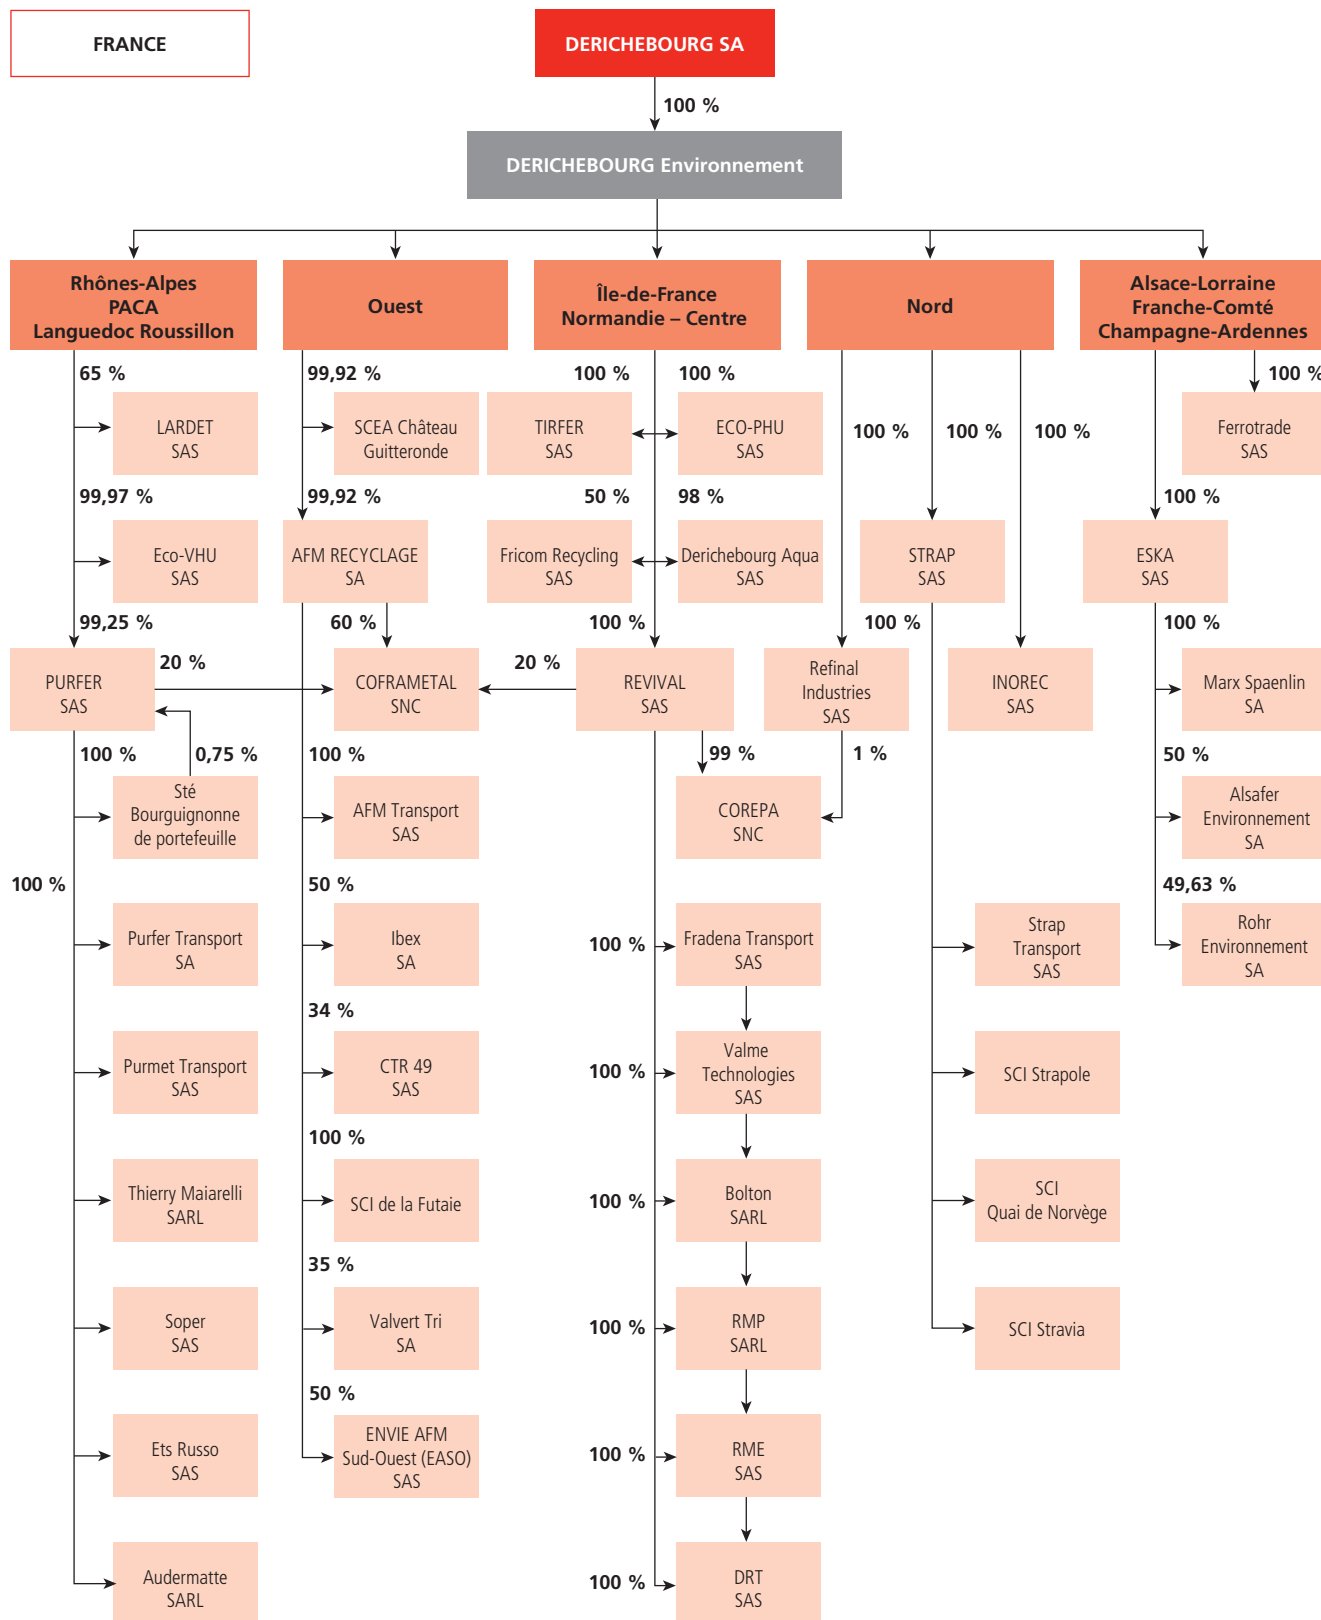 FRANCE
DERICHEBOURG SA
100 %
DERICHEBOURG Environnement
Rhônes-Alpes
PACA
Languedoc Roussillon
Ouest
Île-de-France
Normandie – Centre
Nord
Alsace-Lorraine
Franche-Comté
Champagne-Ardennes
65 %
99,92 %
100 %
100 %
100 %
LARDET
SAS
SCEA Château
Guitteronde
TIRFER
SAS
ECO-PHU
SAS
100 %
100 %
100 %
Ferrotrade
SAS
99,97 %
99,92 %
50 %
98 %
100 %
Eco-VHU
SAS
AFM RECYCLAGE
SA
Fricom Recycling
SAS
Derichebourg Aqua
SAS
STRAP
SAS
ESKA
SAS
99,25 %
60 %
100 %
100 %
100 %
PURFER
SAS
20 %
COFRAMETAL
SNC
20 %
REVIVAL
SAS
Refinal
Industries
SAS
INOREC
SAS
Marx Spaenlin
SA
100 %
0,75 %
100 %
99 %
1 %
50 %
Sté
Bourguignonne
de portefeuille
AFM Transport
SAS
COREPA
SNC
Alsafer
Environnement
SA
100 %
50 %
49,63 %
Purfer Transport
SA
Ibex
SA
100 %
Fradena Transport
SAS
Strap
Transport
SAS
Rohr
Environnement
SA
34 %
Purmet Transport
SAS
CTR 49
SAS
100 %
Valme
Technologies
SAS
SCI Strapole
100 %
Thierry Maiarelli
SARL
SCI de la Futaie
100 %
Bolton
SARL
SCI
Quai de Norvège
35 %
Soper
SAS
Valvert Tri
SA
100 %
RMP
SARL
SCI Stravia
50 %
Ets Russo
SAS
ENVIE AFM
Sud-Ouest (EASO)
SAS
100 %
RME
SAS
Audermatte
SARL
100 %
DRT
SAS